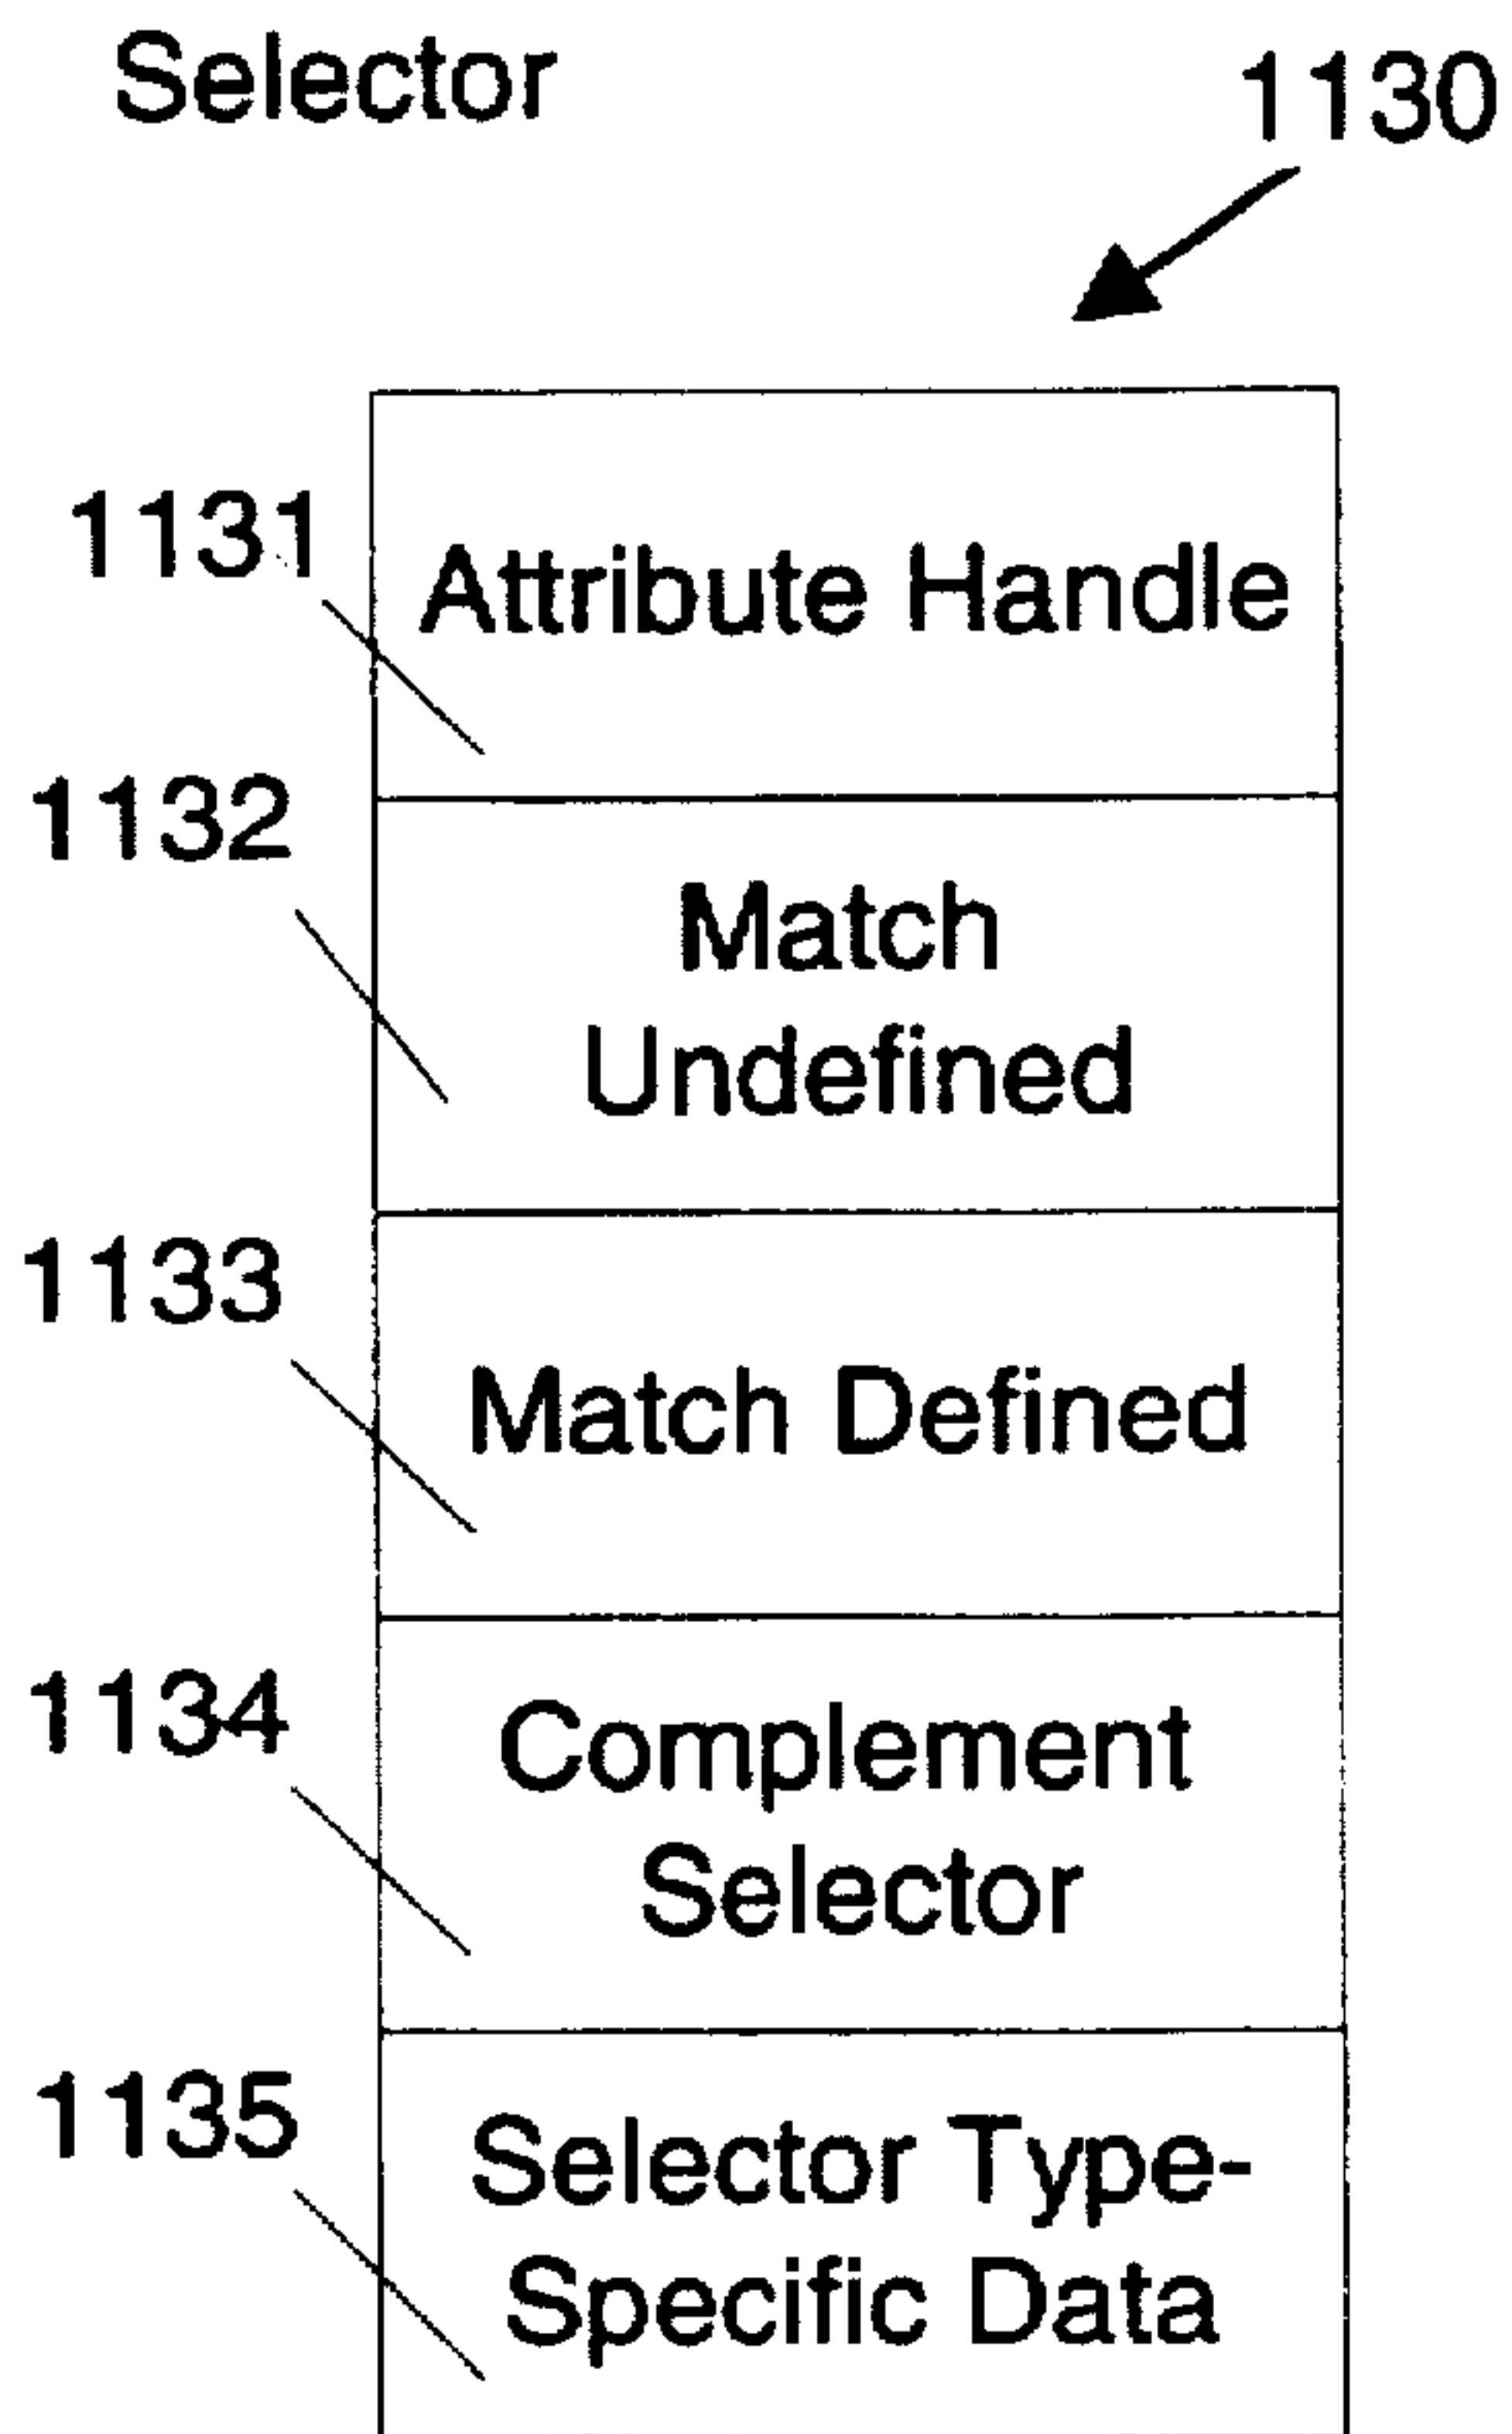 Selector
1130
1131
Attribute Handle
1132
Match
Undefined
1133
Match Defined
1134
Complement
Selector
1135
Selector Type-
Specific Data